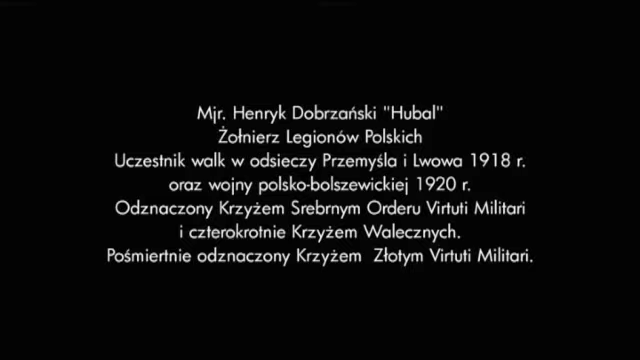 Mjr. Henryk Dobrzański "Hubal"
Żołnierz Legionów Polskich
Uczestnik walk w odsieczy Przemyśla i Lwowa 1918 r.
oraz wojny polsko-bolszewickiej 1920 r.
Odznaczony Krzyżem Srebrnym Orderu Virtuti Militari
i czterokrotnie Krzyżem Walecznych.
Pośmiertnie odznaczony Krzyżem  Złotym Virtuti Militari.